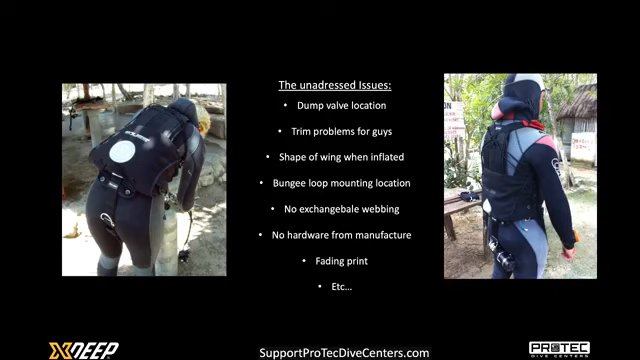 The unadressed Issues:
• Dump valve location
• Trim problems for guys
• Shape of wing when inflated
• Bungee loop mounting location
• No exchangebale webbing
• No hardware from manufacture
• Fading print
• Etc...
XDEEP
SupportProTecDiveCenters.com
PROTEC
DIVE CENTERS